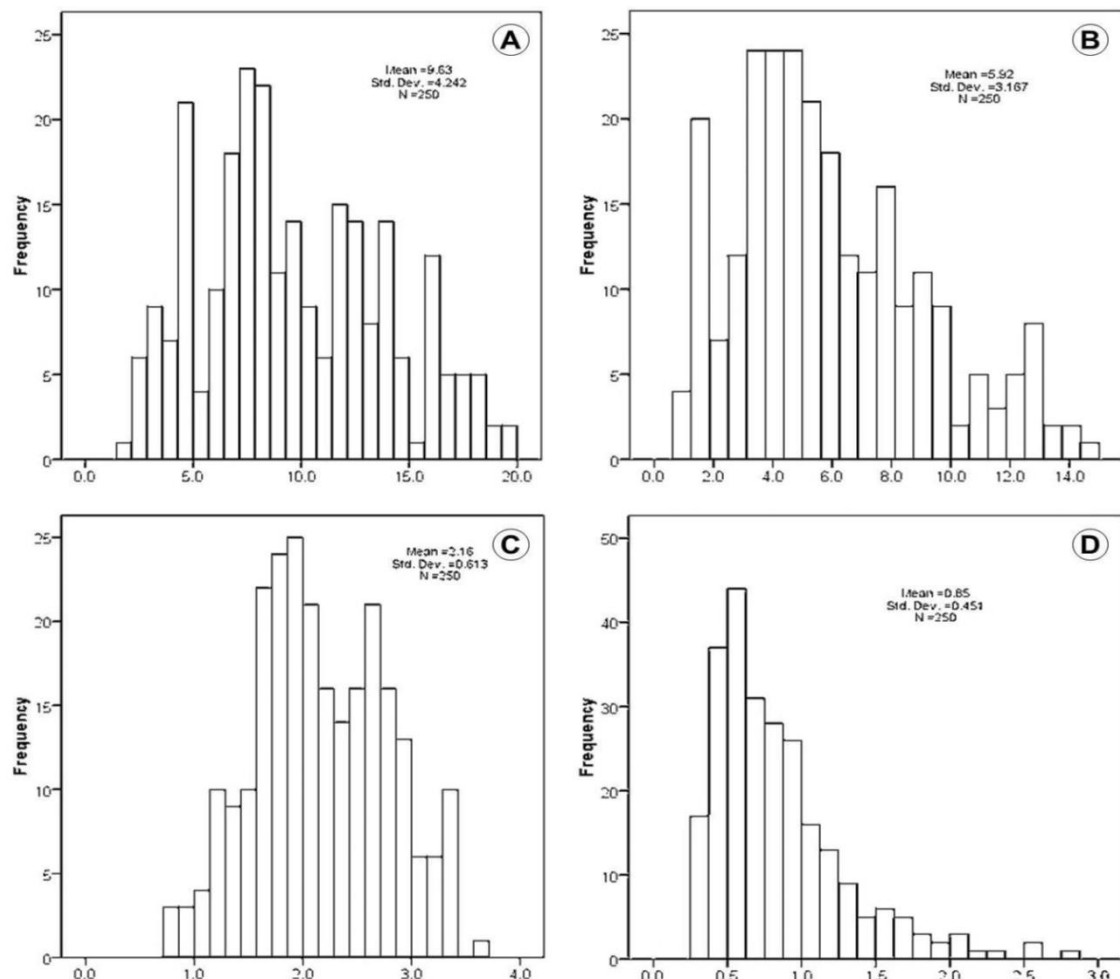 A
Mean =9.63
Std. Dev. =4.242
N =250
Frequency
25
20
15
10
5
0
0.0 5.0 10.0 15.0 20.0
B
Mean =5.92
Std. Dev. =3.167
N =250
Frequency
25
20
15
10
5
0
0.0 2.0 4.0 6.0 8.0 10.0 12.0 14.0
C
Mean =2.16
Std. Dev. =0.613
N =250
Frequency
25
20
15
10
5
0
0.0 1.0 2.0 3.0 4.0
D
Mean =0.85
Std. Dev. =0.451
N =250
Frequency
50
40
30
20
10
0
0.0 0.5 1.0 1.5 2.0 2.5 3.0